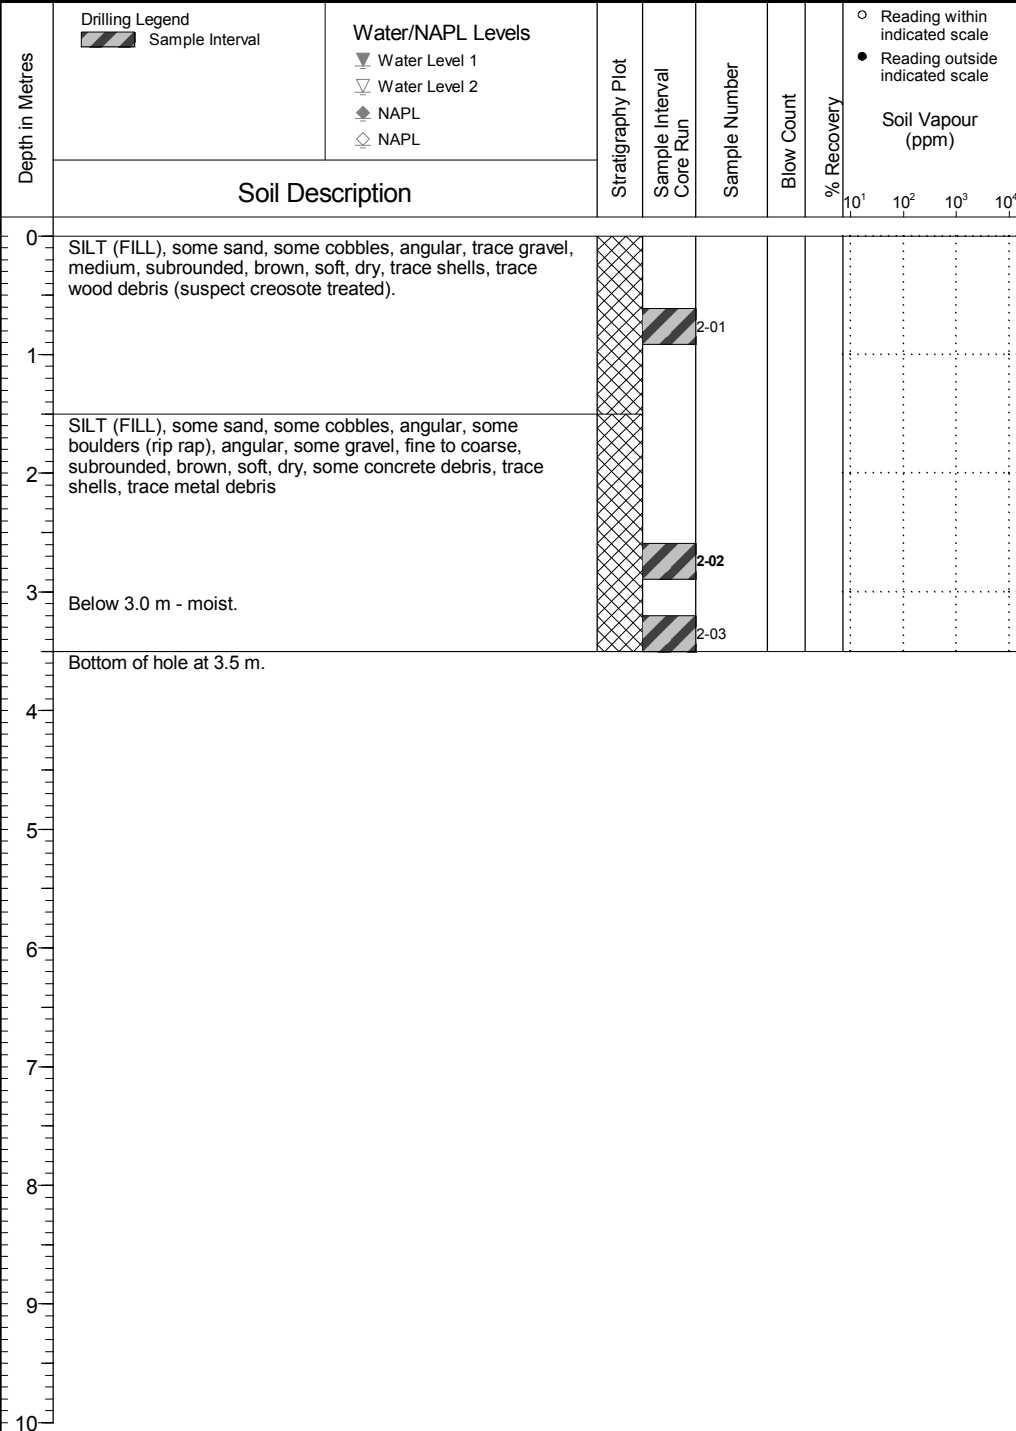 Drilling Legend
Sample Interval
Water/NAPL Levels
Water Level 1
Water Level 2
NAPL
NAPL
Depth in Metres
Soil Description
Stratigraphy Plot
Sample Interval
Core Run
Sample Number
Blow Count
% Recovery
Reading within
indicated scale
Reading outside
indicated scale
Soil Vapour
(ppm)
10¹ 10² 10³ 10⁴
0
SILT (FILL), some sand, some cobbles, angular, trace gravel,
medium, subrounded, brown, soft, dry, trace shells, trace
wood debris (suspect creosote treated).
2-01
1
SILT (FILL), some sand, some cobbles, angular, some
boulders (rip rap), angular, some gravel, fine to coarse,
subrounded, brown, soft, dry, some concrete debris, trace
shells, trace metal debris
2
2-02
3
Below 3.0 m - moist.
2-03
Bottom of hole at 3.5 m.
4
5
6
7
8
9
10